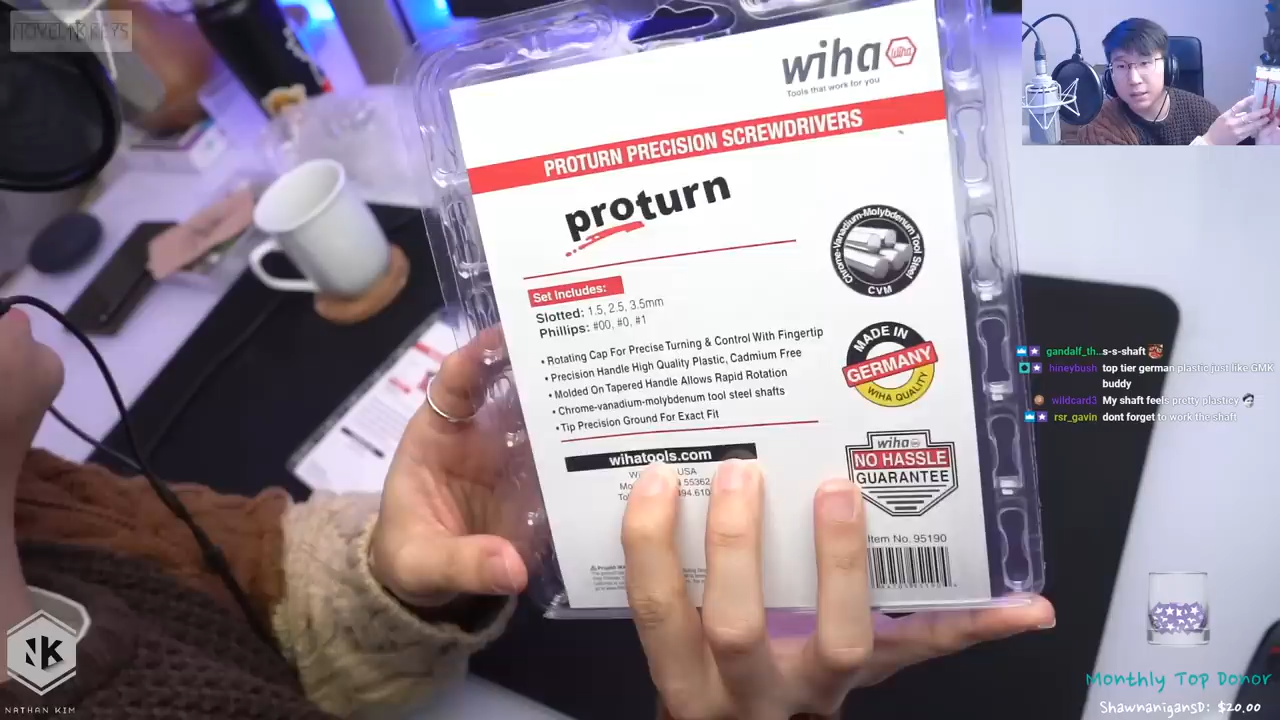 NOVELKEYS
wiha wiha
Tools that work for you
PROTURN PRECISION SCREWDRIVERS
proturn
Chrome-Vanadium-Molybdenum Tool Steel
CVM
Set Includes:
Slotted: 1.5, 2.5, 3.5mm
Phillips: #00, #0, #1
• Rotating Cap For Precise Turning & Control With Fingertip
• Precision Handle High Quality Plastic, Cadmium Free
• Molded On Tapered Handle Allows Rapid Rotation
• Chrome-vanadium-molybdenum tool steel shafts
• Tip Precision Ground For Exact Fit
MADE IN
GERMANY
WIHA QUALITY
wihatools.com
USA
55362
wiha
NO HASSLE
GUARANTEE
Item No. 95190
gandalf_th... s-s-shaft
hineybush top tier german plastic just like GMK
buddy
wildcard3 My shaft feels pretty plasticy
rsr_gavin dont forget to work the shaft
NK
NATHAN KIM
Monthly Top Donor
ShawnanigansD: $20.00